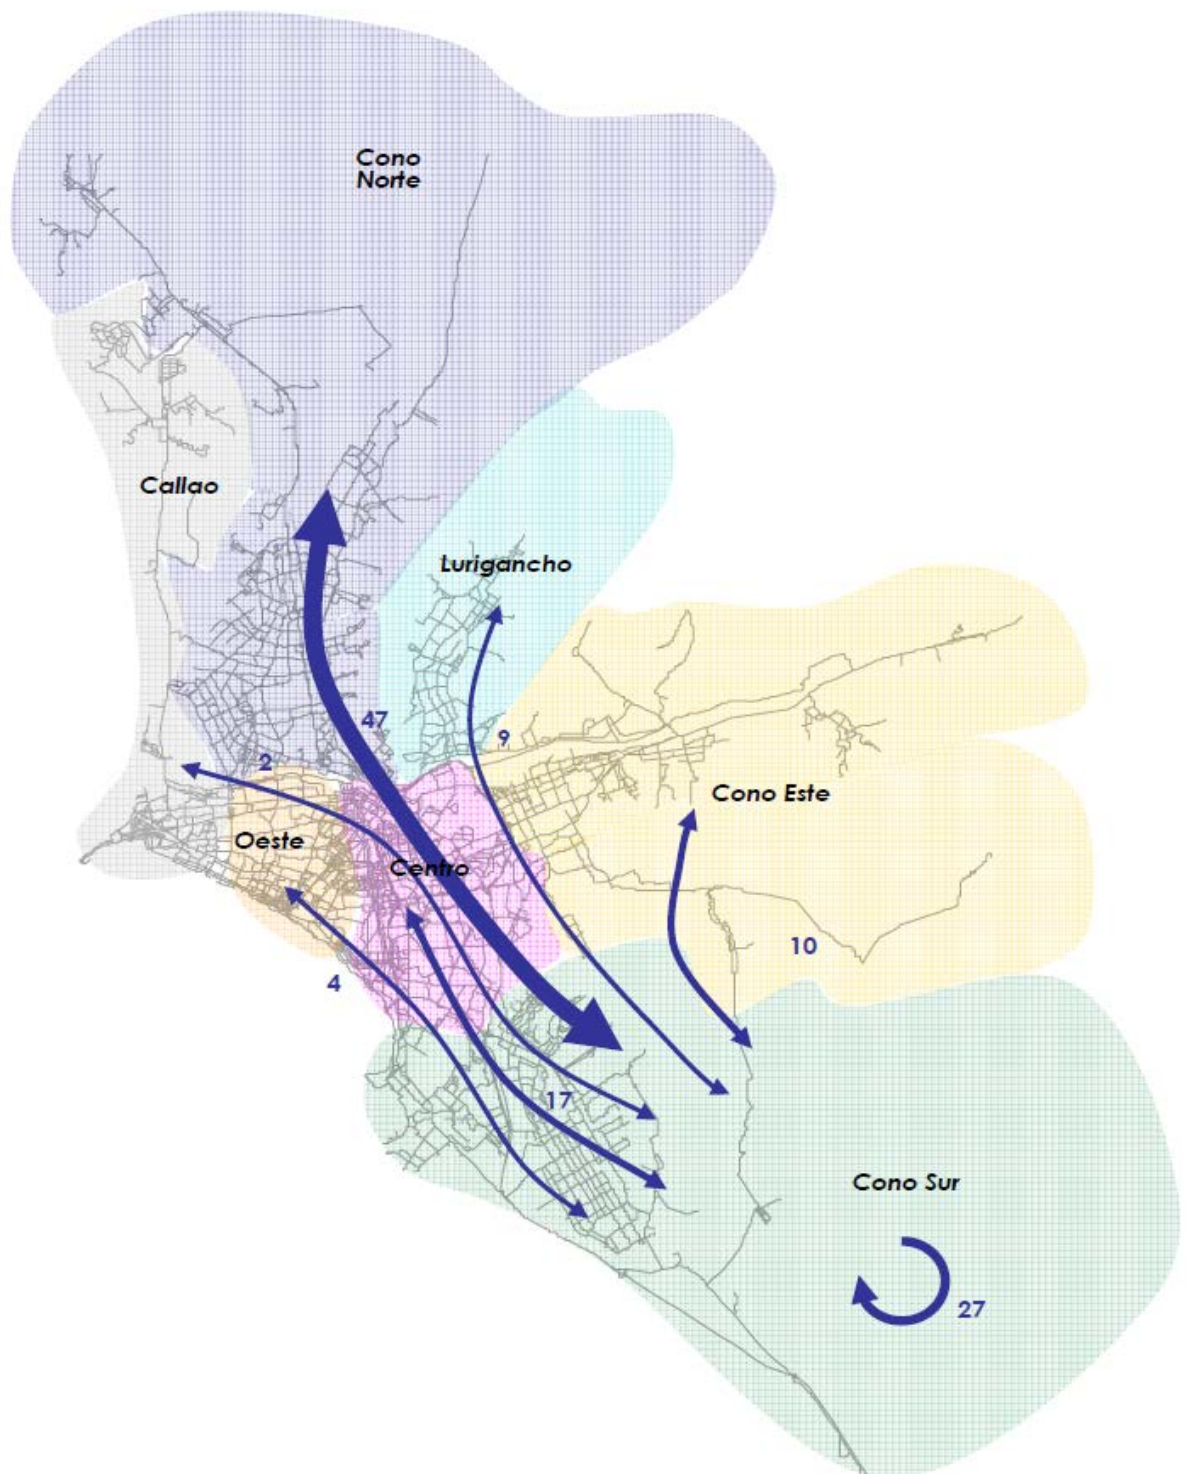 Cono
Norte
Callao
Lurigancho
47
9
2
Cono Este
Oeste
Centro
10
4
17
Cono Sur
27